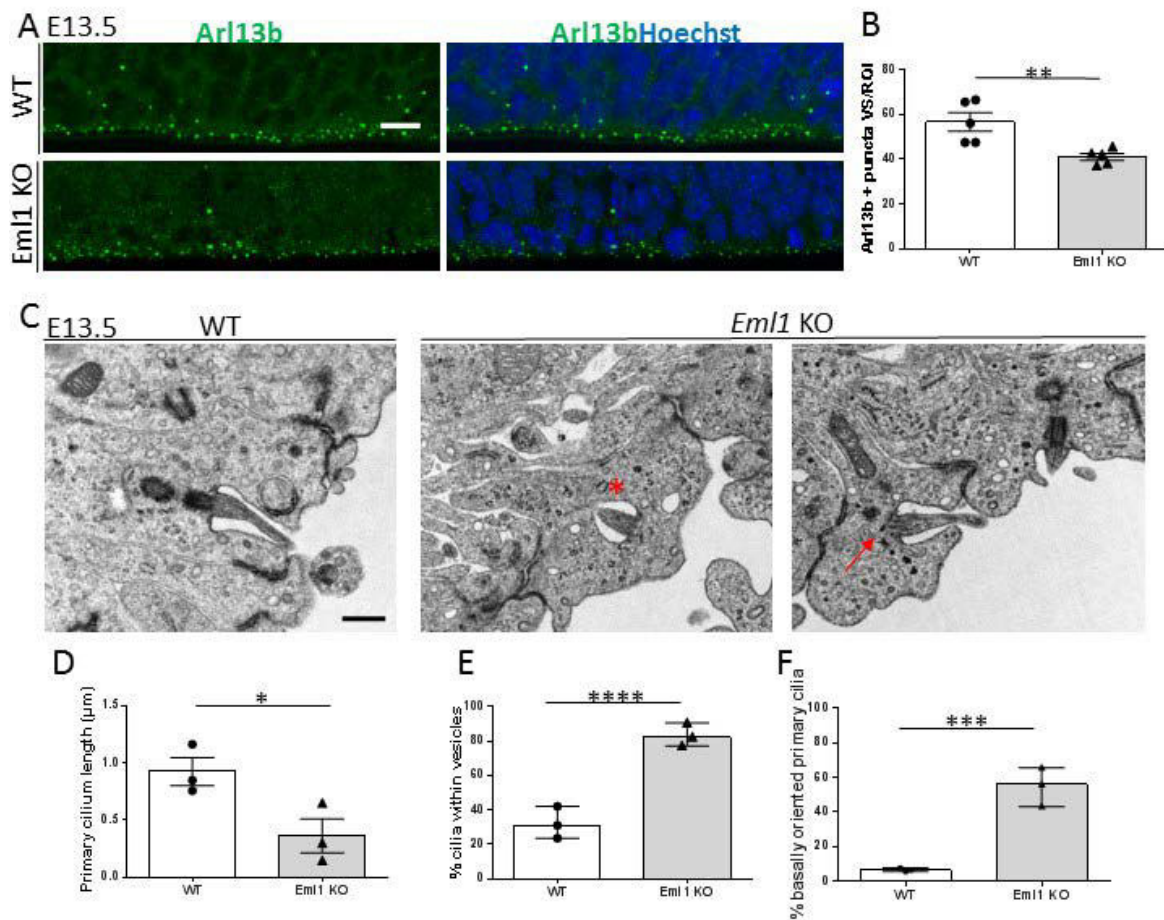 A E13.5 Arl13b Arl13bHoechst
WT
Eml1 KO
B
Arl13b + puncta VS/ROI
80
60
40
20
0
**
WT Eml1 KO
C E13.5 WT Eml1 KO
*
D
Primary cilium length (µm)
1.5
1.0
0.5
0.0
*
WT Eml1 KO
E
% cilia within vesicles
100
80
60
40
20
0
****
WT Eml1 KO
F
% basally oriented primary cilia
100
80
60
40
20
0
***
WT Eml1 KO